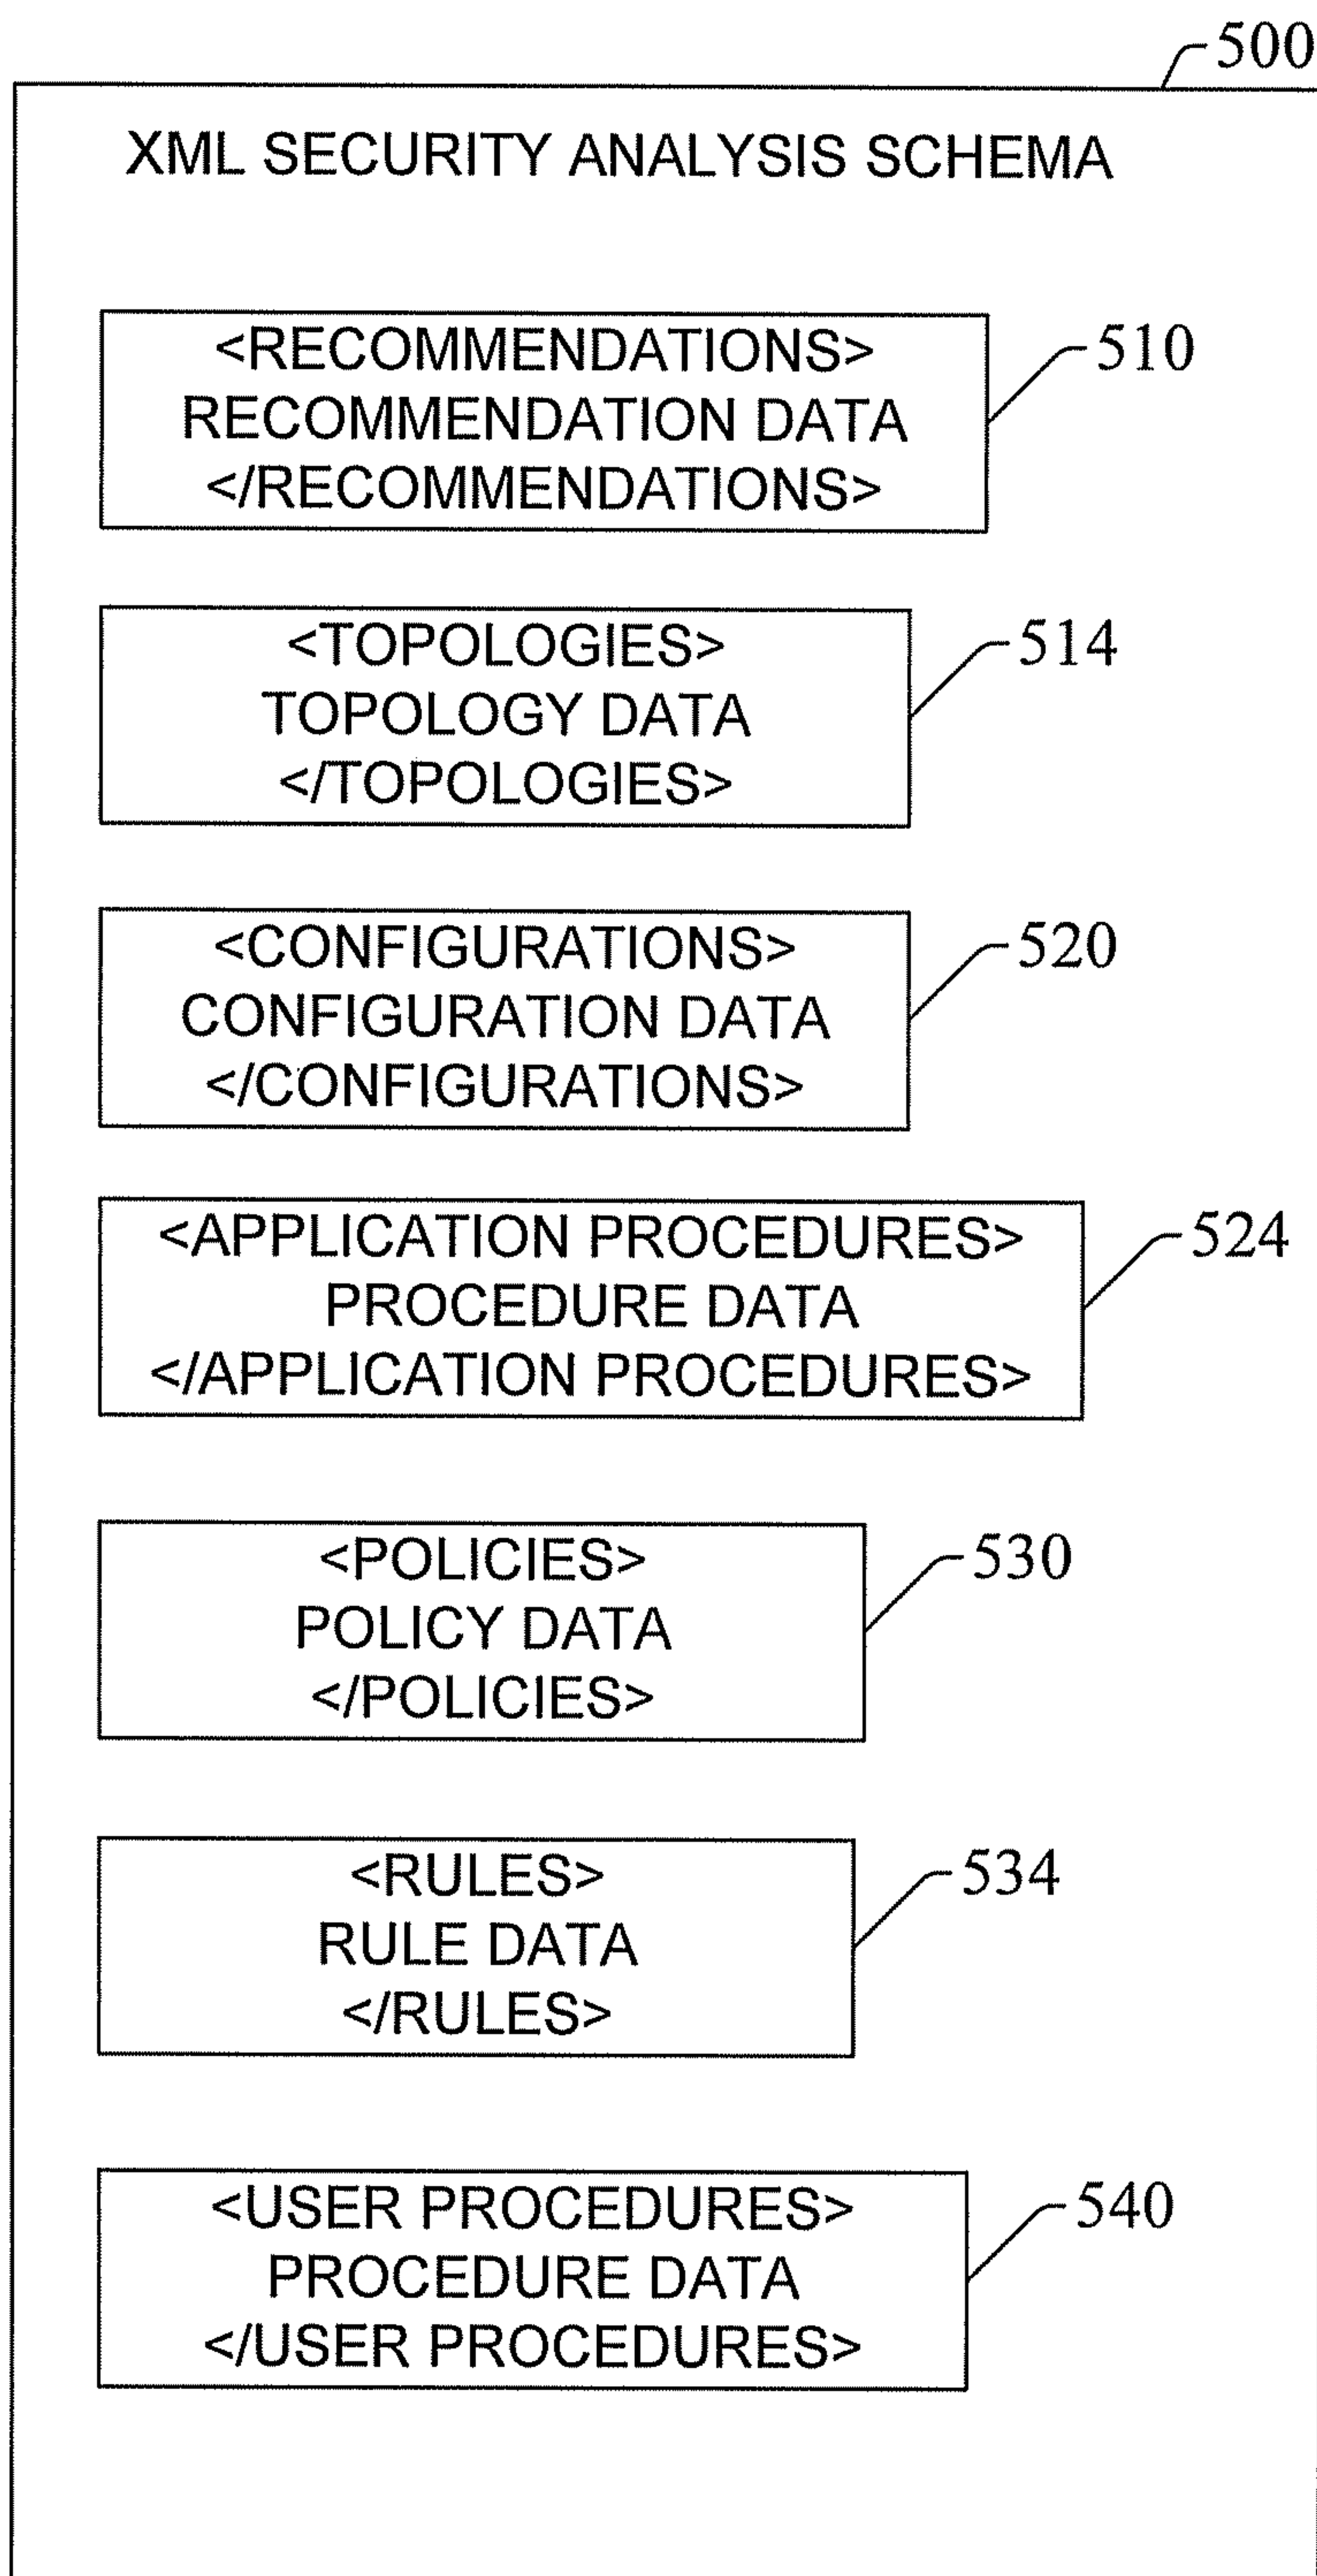 500
XML SECURITY ANALYSIS SCHEMA
<RECOMMENDATIONS>
RECOMMENDATION DATA
</RECOMMENDATIONS>
510
<TOPOLOGIES>
TOPOLOGY DATA
</TOPOLOGIES>
514
<CONFIGURATIONS>
CONFIGURATION DATA
</CONFIGURATIONS>
520
<APPLICATION PROCEDURES>
PROCEDURE DATA
</APPLICATION PROCEDURES>
524
<POLICIES>
POLICY DATA
</POLICIES>
530
<RULES>
RULE DATA
</RULES>
534
<USER PROCEDURES>
PROCEDURE DATA
</USER PROCEDURES>
540